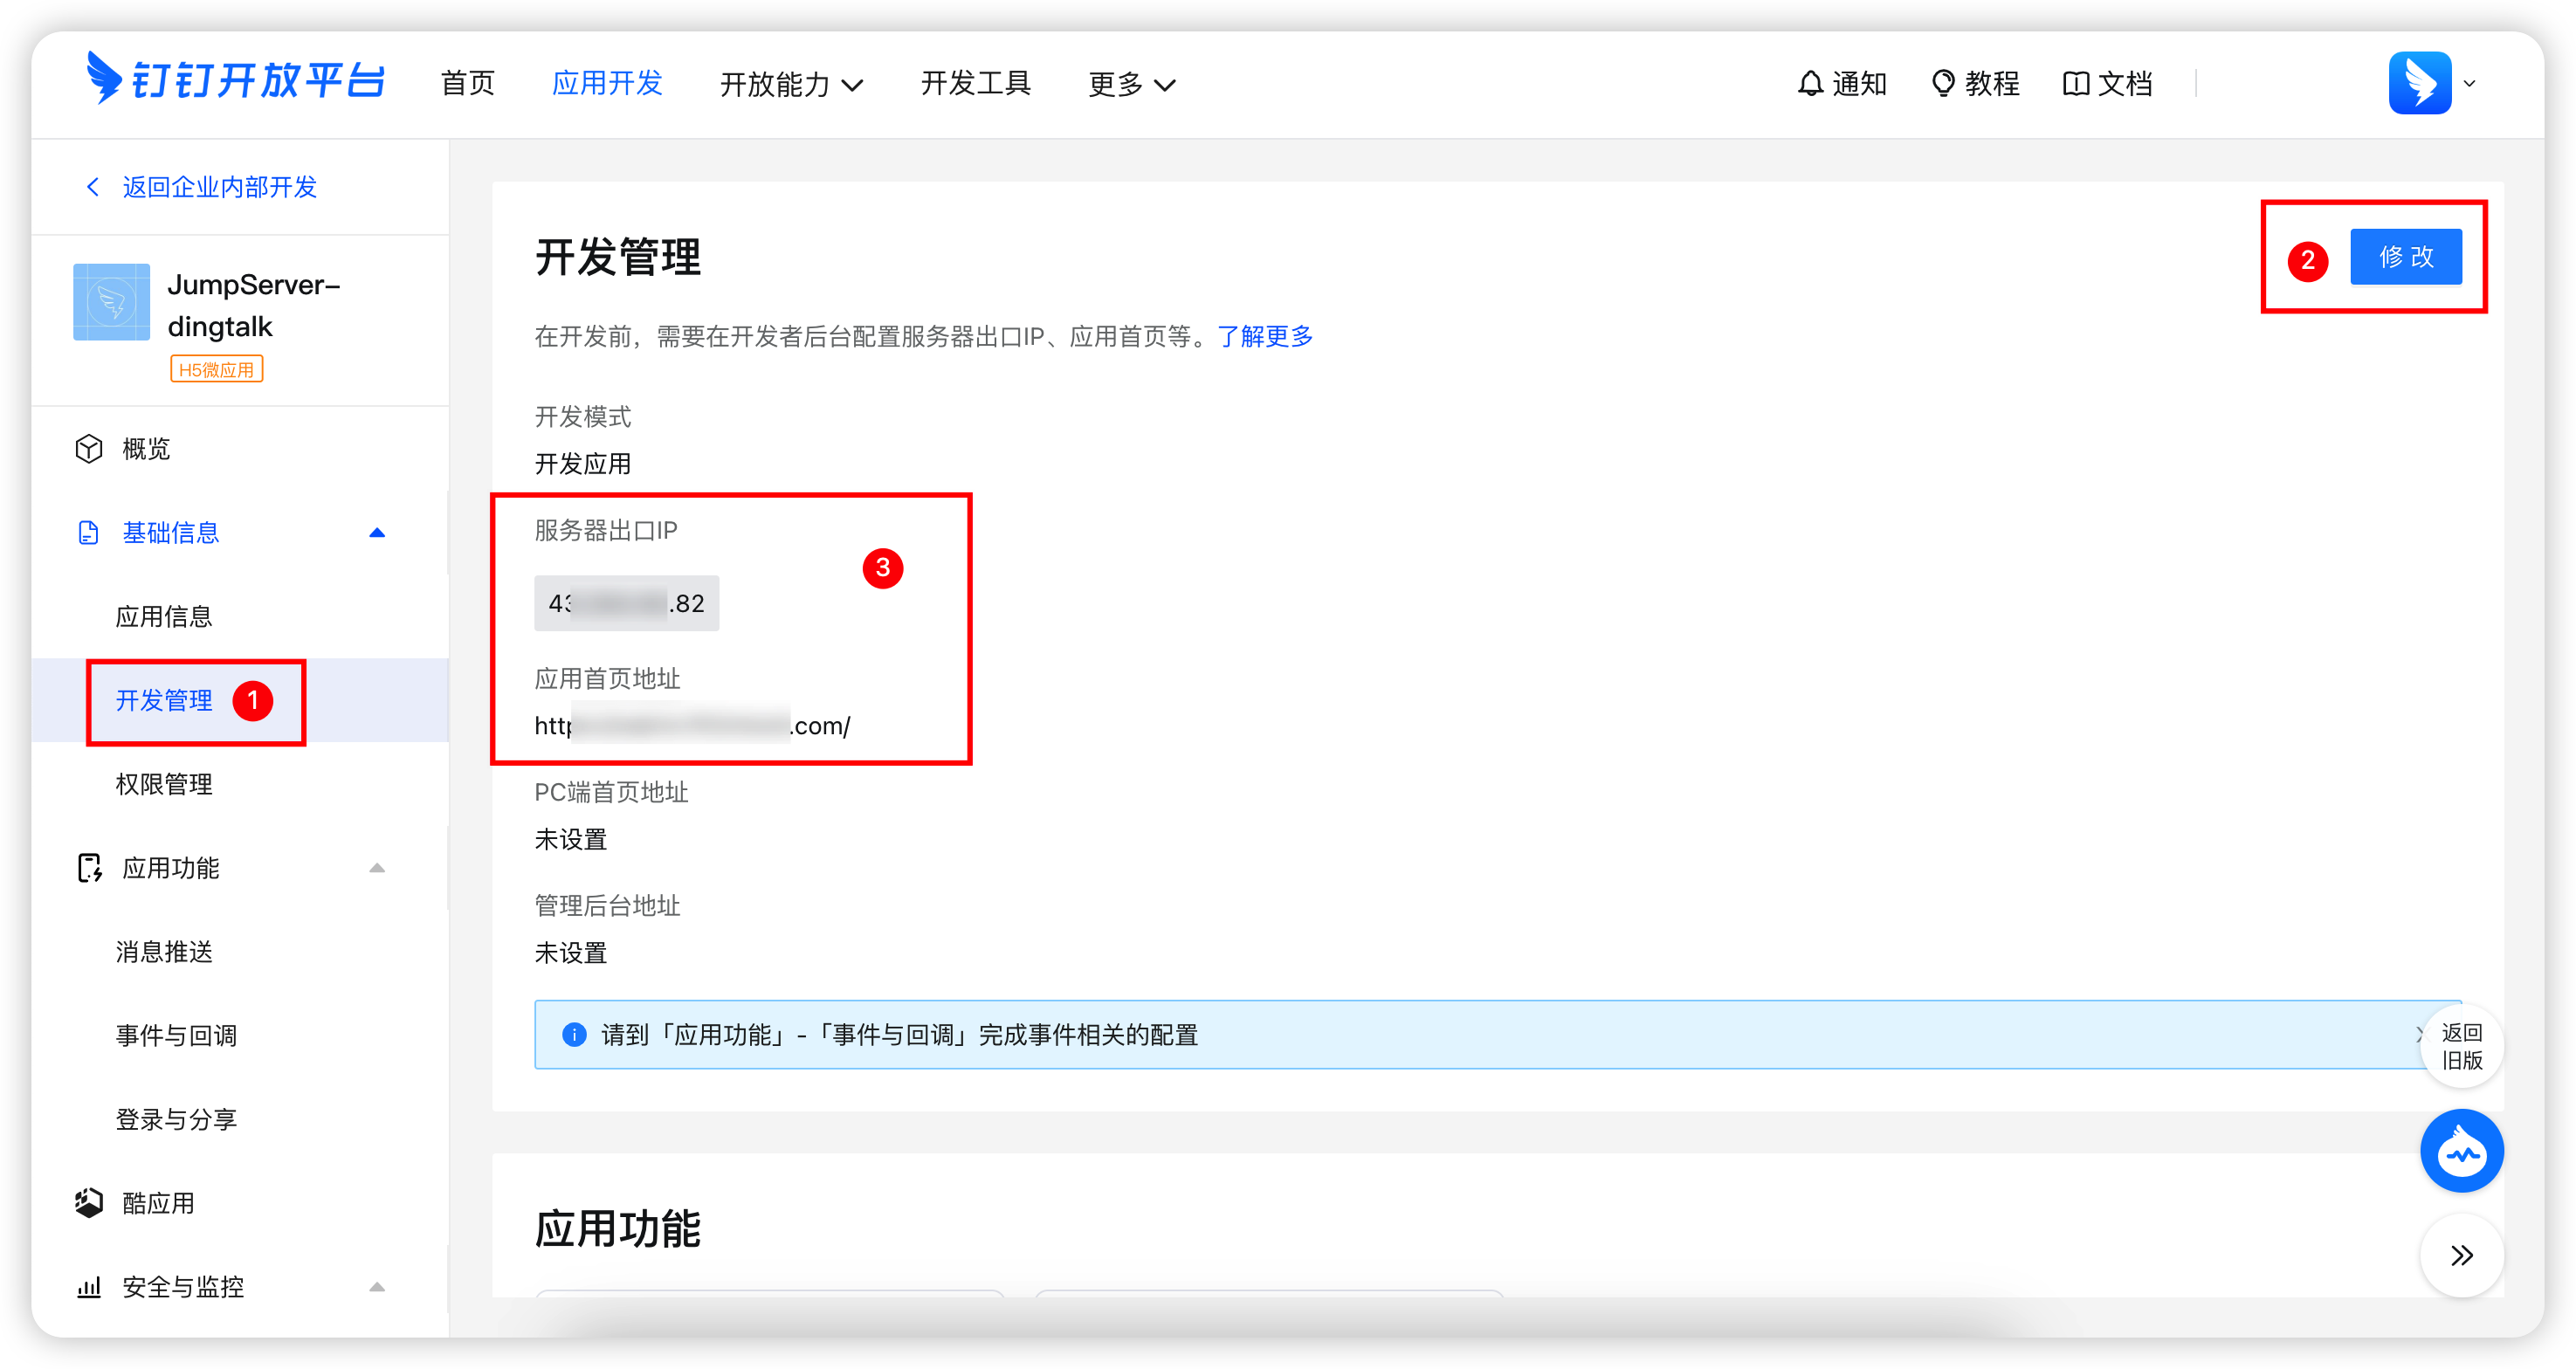 钉钉开放平台
首页
应用开发
开放能力
开发工具
更多
通知
教程
文档
返回企业内部开发
JumpServer-
dingtalk
H5微应用
概览
基础信息
应用信息
开发管理
1
权限管理
应用功能
消息推送
事件与回调
登录与分享
酷应用
安全与监控
开发管理
2
修 改
在开发前，需要在开发者后台配置服务器出口IP、应用首页等。了解更多
开发模式
开发应用
服务器出口IP
3
.82
应用首页地址
.com/
PC端首页地址
未设置
管理后台地址
未设置
请到「应用功能」-「事件与回调」完成事件相关的配置
返回
旧版
应用功能